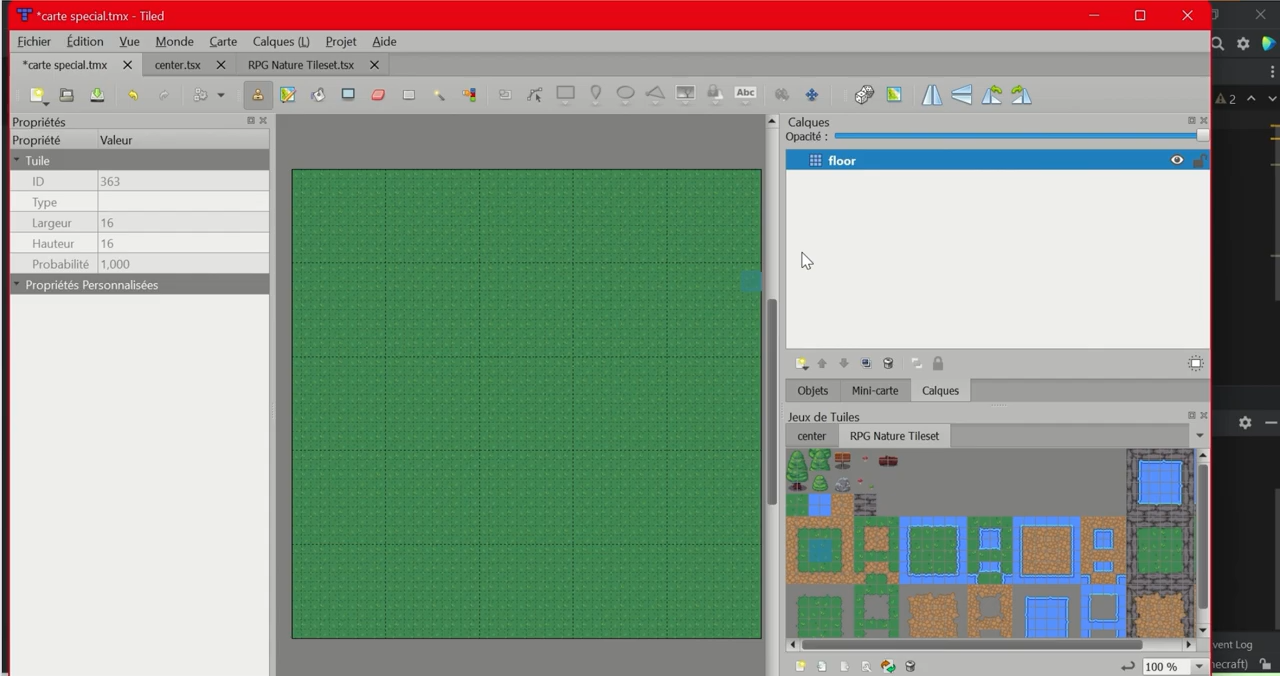 *carte special.tmx - Tiled
Fichier Édition Vue Monde Carte Calques (L) Projet Aide
*carte special.tmx center.tsx RPG Nature Tileset.tsx
Abc
2
Propriétés
Propriété Valeur
Tuile
ID 363
Type
Largeur 16
Hauteur 16
Probabilité 1,000
Propriétés Personnalisées
Calques
Opacité :
floor
Objets Mini-carte Calques
Jeux de Tuiles
center RPG Nature Tileset
100 %
vent Log
necraft)